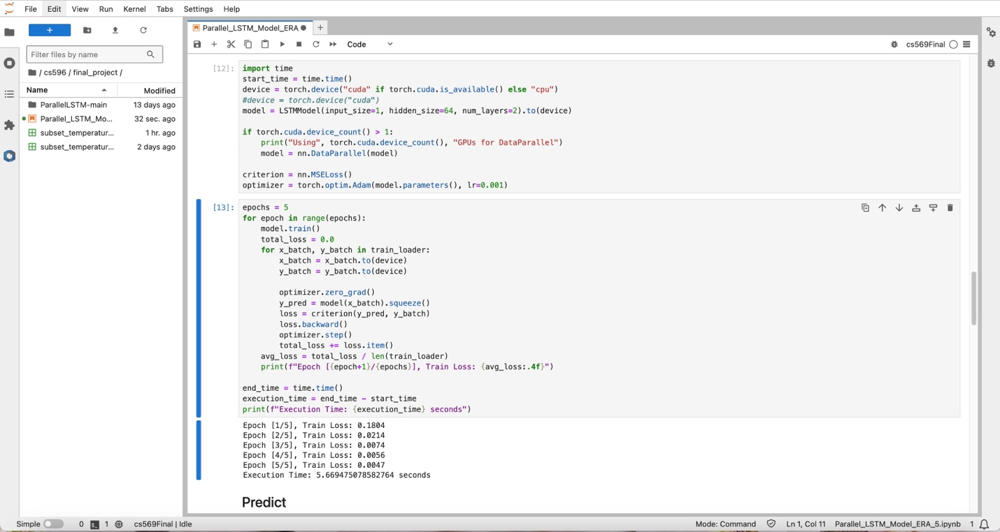 File Edit View Run Kernel Tabs Settings Help
Filter files by name
/ cs596 / final_project /
Name Modified
ParallelLSTM-main 13 days ago
Parallel_LSTM_Mo... 32 sec. ago
subset_temperatur... 1 hr. ago
subset_temperatur... 2 days ago
Parallel_LSTM_Model_ERA
Code
cs569Final
[12]:
import time
start_time = time.time()
device = torch.device("cuda" if torch.cuda.is_available() else "cpu")
#device = torch.device("cuda")
model = LSTMModel(input_size=1, hidden_size=64, num_layers=2).to(device)
if torch.cuda.device_count() > 1:
    print("Using", torch.cuda.device_count(), "GPUs for DataParallel")
    model = nn.DataParallel(model)
criterion = nn.MSELoss()
optimizer = torch.optim.Adam(model.parameters(), lr=0.001)
[13]:
epochs = 5
for epoch in range(epochs):
    model.train()
    total_loss = 0.0
    for x_batch, y_batch in train_loader:
        x_batch = x_batch.to(device)
        y_batch = y_batch.to(device)
        optimizer.zero_grad()
        y_pred = model(x_batch).squeeze()
        loss = criterion(y_pred, y_batch)
        loss.backward()
        optimizer.step()
        total_loss += loss.item()
    avg_loss = total_loss / len(train_loader)
    print(f"Epoch [{epoch+1}/{epochs}], Train Loss: {avg_loss:.4f}")
end_time = time.time()
execution_time = end_time - start_time
print(f"Execution Time: {execution_time} seconds")
Epoch [1/5], Train Loss: 0.1804
Epoch [2/5], Train Loss: 0.0214
Epoch [3/5], Train Loss: 0.0074
Epoch [4/5], Train Loss: 0.0056
Epoch [5/5], Train Loss: 0.0047
Execution Time: 5.669475078582764 seconds
Predict
Simple 0 1 cs569Final | Idle Mode: Command Ln 1, Col 11 Parallel_LSTM_Model_ERA_5.ipynb 1